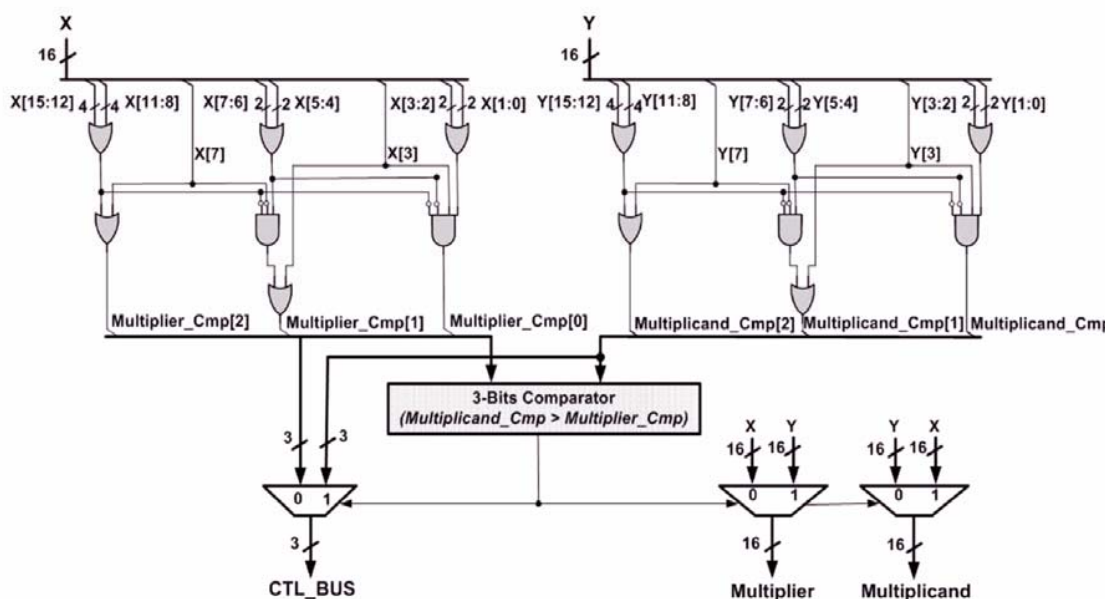 X Y
16 16
X[15:12] 4 4 X[11:8] X[7:6] 2 2 X[5:4] X[3:2] 2 2 X[1:0] Y[15:12] 4 4 Y[11:8] Y[7:6] 2 2 Y[5:4] Y[3:2] 2 2 Y[1:0]
X[7] X[3] Y[7] Y[3]
Multiplier_Cmp[2] Multiplier_Cmp[1] Multiplier_Cmp[0] Multiplicand_Cmp[2] Multiplicand_Cmp[1] Multiplicand_Cmp
3-Bits Comparator
(Multiplicand_Cmp > Multiplier_Cmp)
X Y Y X
3 3 16 16 16 16
0 1 0 1 0 1
3 16 16
CTL_BUS Multiplier Multiplicand